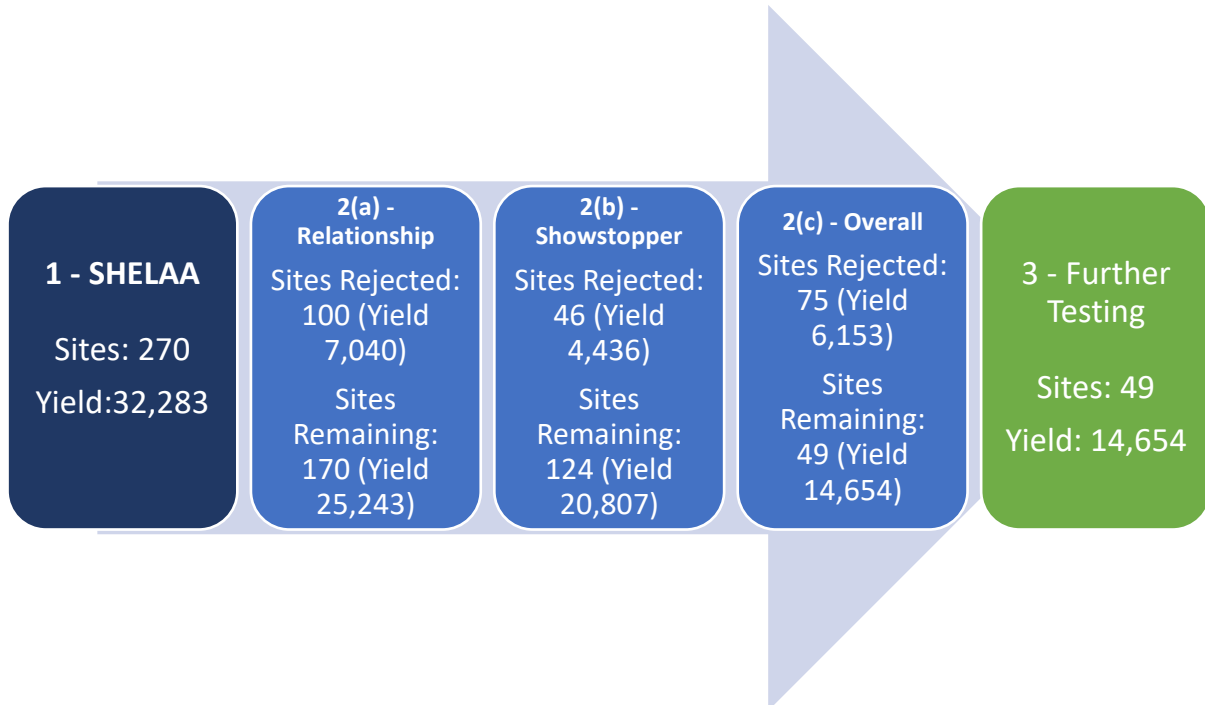 1 - SHELAA
Sites: 270
Yield:32,283
2(a) -
Relationship
Sites Rejected:
100 (Yield
7,040)
Sites
Remaining:
170 (Yield
25,243)
2(b) -
Showstopper
Sites Rejected:
46 (Yield
4,436)
Sites
Remaining:
124 (Yield
20,807)
2(c) - Overall
Sites Rejected:
75 (Yield
6,153)
Sites
Remaining:
49 (Yield
14,654)
3 - Further
Testing
Sites: 49
Yield: 14,654